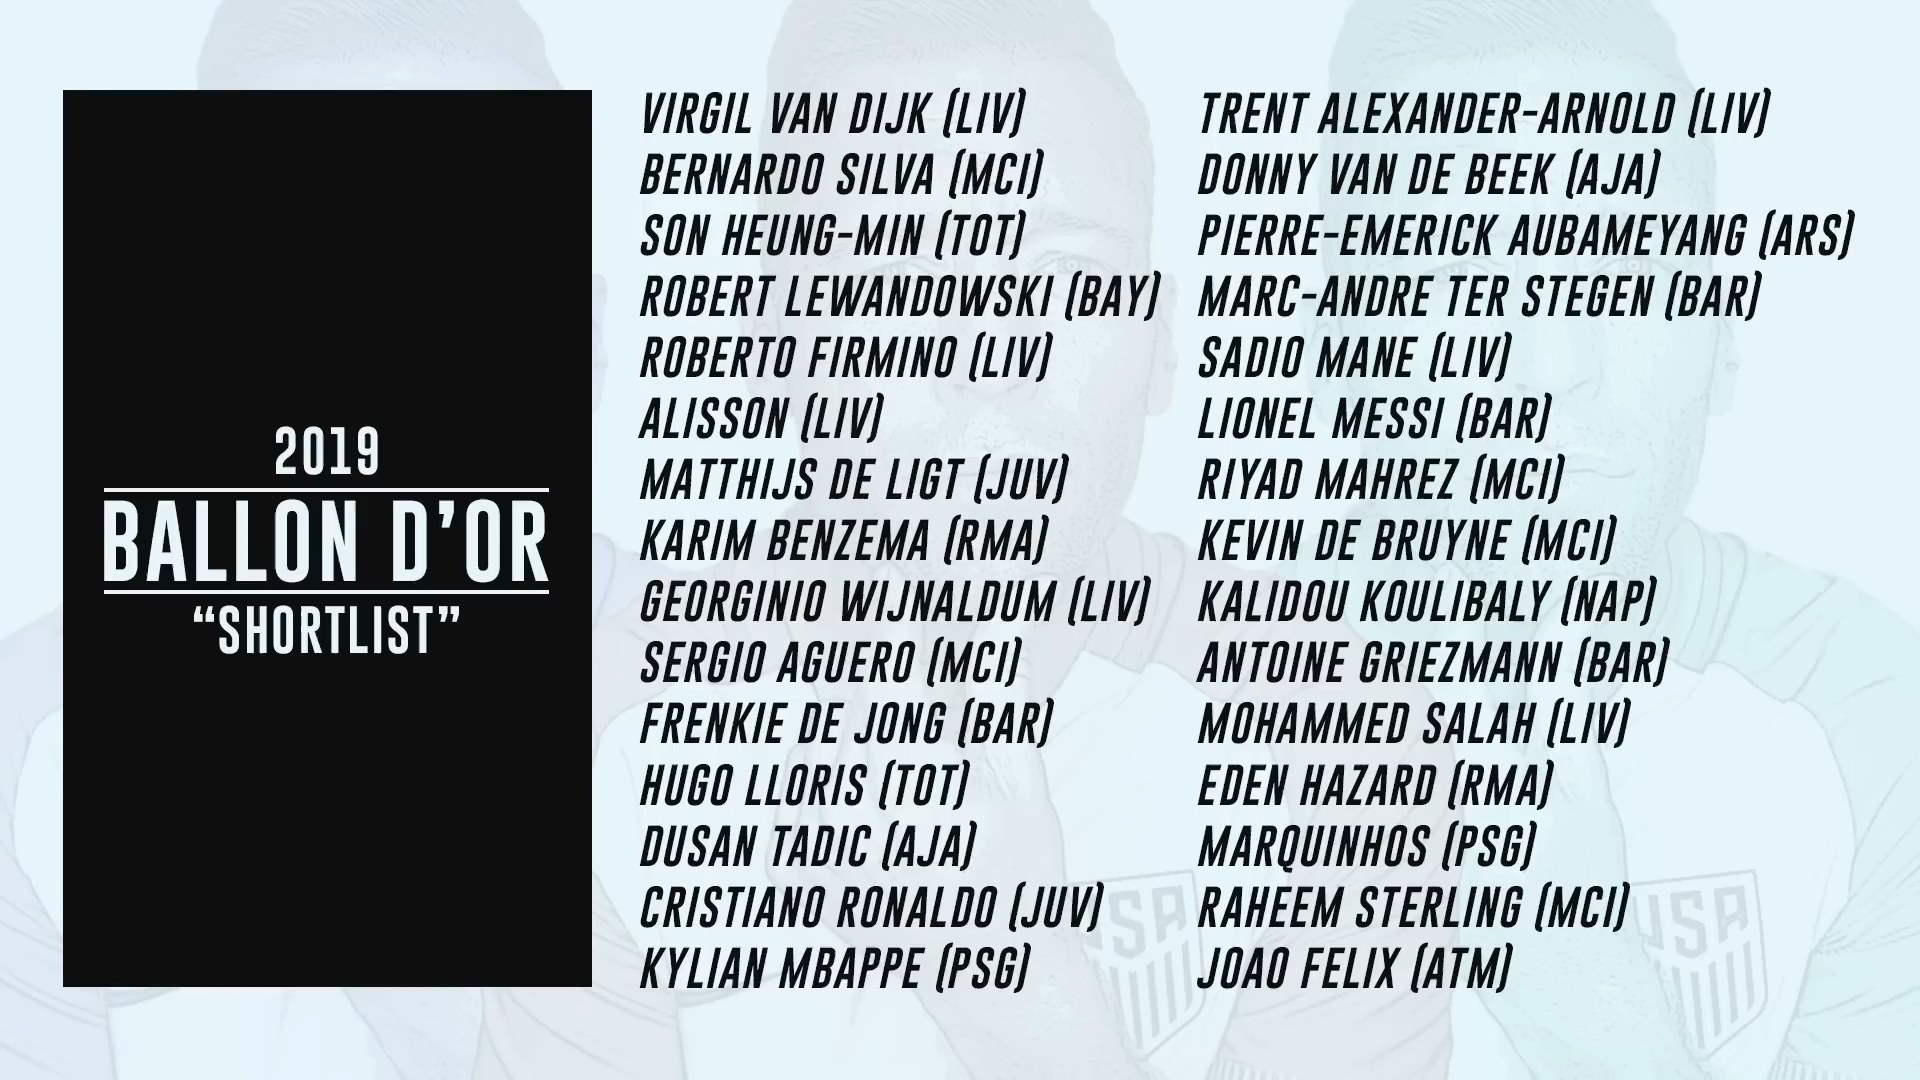 2019
BALLON D'OR
“SHORTLIST”
VIRGIL VAN DIJK (LIV)
BERNARDO SILVA (MCI)
SON HEUNG-MIN (TOT)
ROBERT LEWANDOWSKI (BAY)
ROBERTO FIRMINO (LIV)
ALISSON (LIV)
MATTHIJS DE LIGT (JUV)
KARIM BENZEMA (RMA)
GEORGINIO WIJNALDUM (LIV)
SERGIO AGUERO (MCI)
FRENKIE DE JONG (BAR)
HUGO LLORIS (TOT)
DUSAN TADIC (AJA)
CRISTIANO RONALDO (JUV)
KYLIAN MBAPPE (PSG)
TRENT ALEXANDER-ARNOLD (LIV)
DONNY VAN DE BEEK (AJA)
PIERRE-EMERICK AUBAMEYANG (ARS)
MARC-ANDRE TER STEGEN (BAR)
SADIO MANE (LIV)
LIONEL MESSI (BAR)
RIYAD MAHREZ (MCI)
KEVIN DE BRUYNE (MCI)
KALIDOU KOULIBALY (NAP)
ANTOINE GRIEZMANN (BAR)
MOHAMMED SALAH (LIV)
EDEN HAZARD (RMA)
MARQUINHOS (PSG)
RAHEEM STERLING (MCI)
JOAO FELIX (ATM)
USA
USA